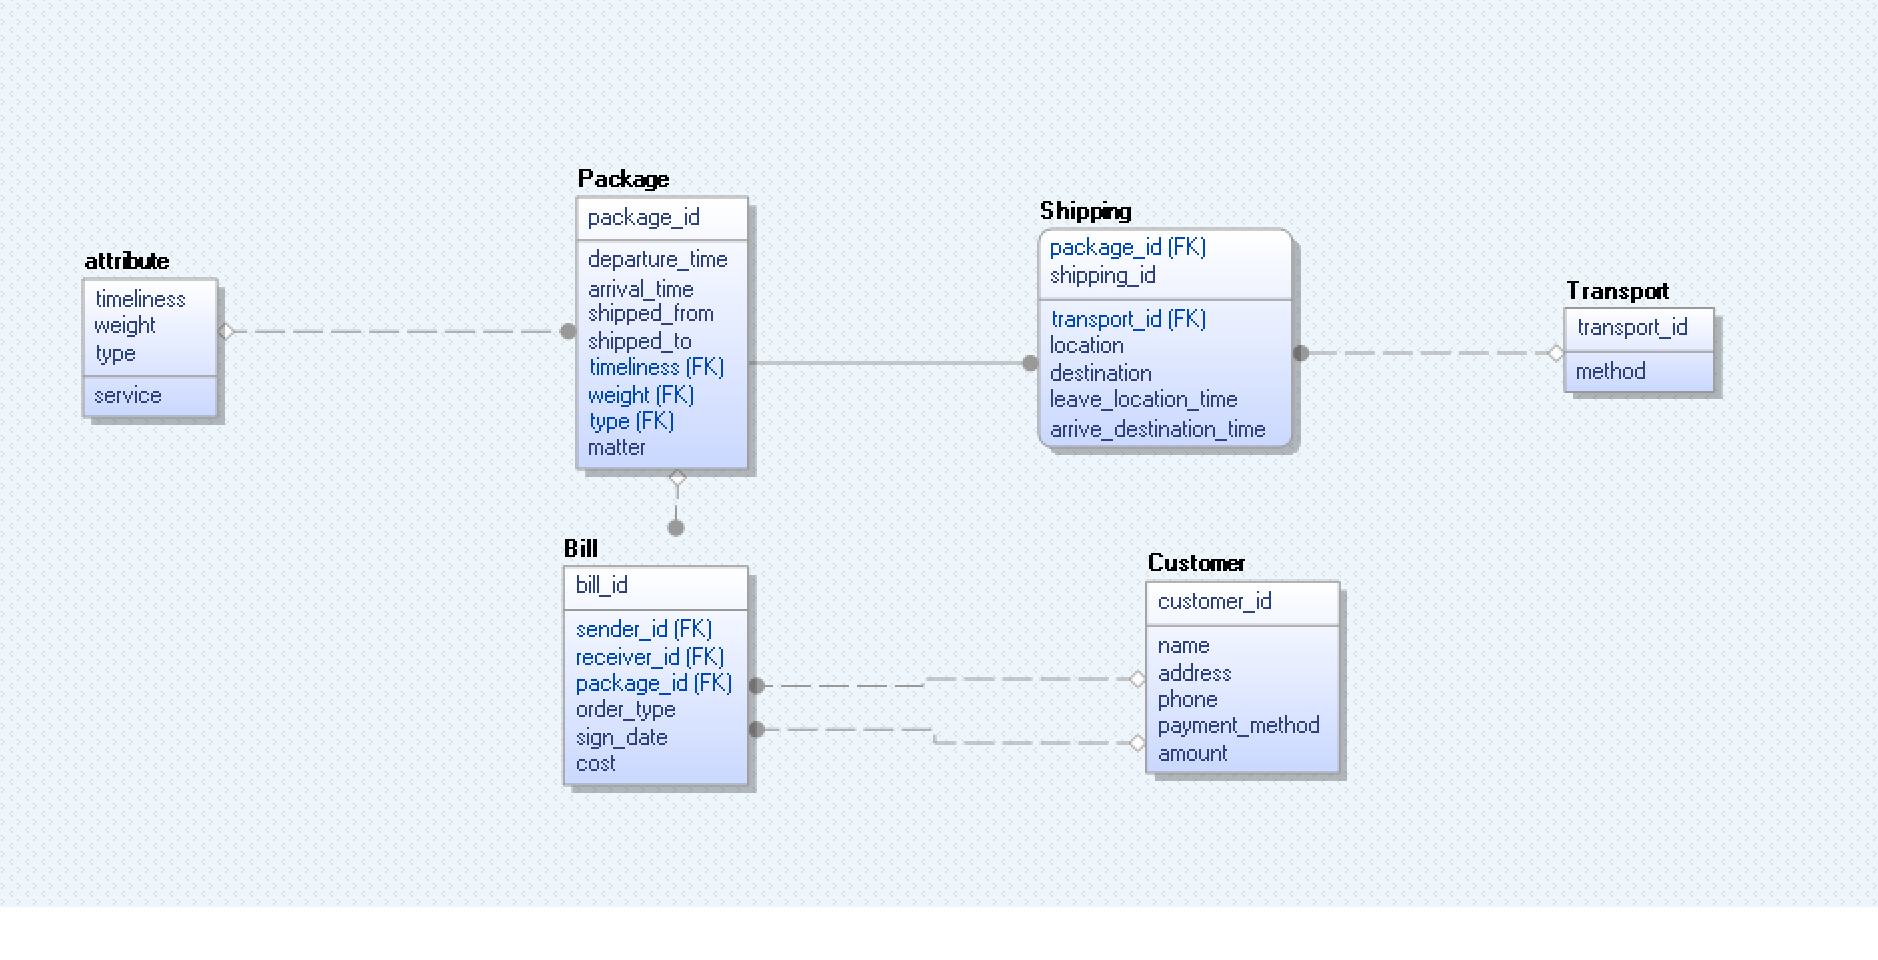 Package
package_id
departure_time
arrival_time
shipped_from
shipped_to
timeliness (FK)
weight (FK)
type (FK)
matter
Shipping
package_id (FK)
shipping_id
transport_id (FK)
location
destination
leave_location_time
arrive_destination_time
attribute
timeliness
weight
type
service
Transport
transport_id
method
Bill
bill_id
sender_id (FK)
receiver_id (FK)
package_id (FK)
order_type
sign_date
cost
Customer
customer_id
name
address
phone
payment_method
amount